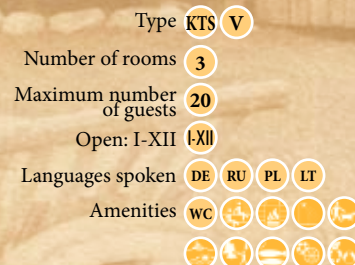 Type KTS V
Number of rooms 3
Maximum number
of guests 20
Open: I-XII I-XII
Languages spoken DE RU PL LT
Amenities WC